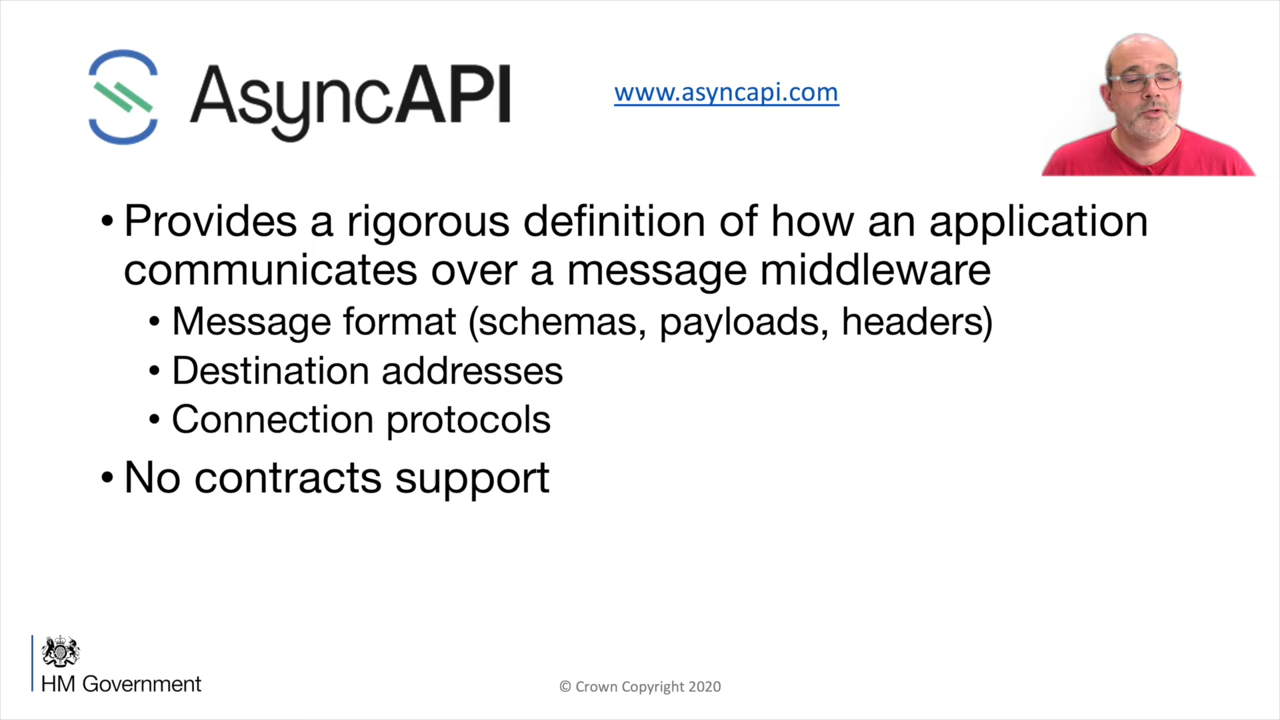 AsyncAPI
www.asyncapi.com
• Provides a rigorous definition of how an application
communicates over a message middleware
• Message format (schemas, payloads, headers)
• Destination addresses
• Connection protocols
• No contracts support
HM Government
© Crown Copyright 2020